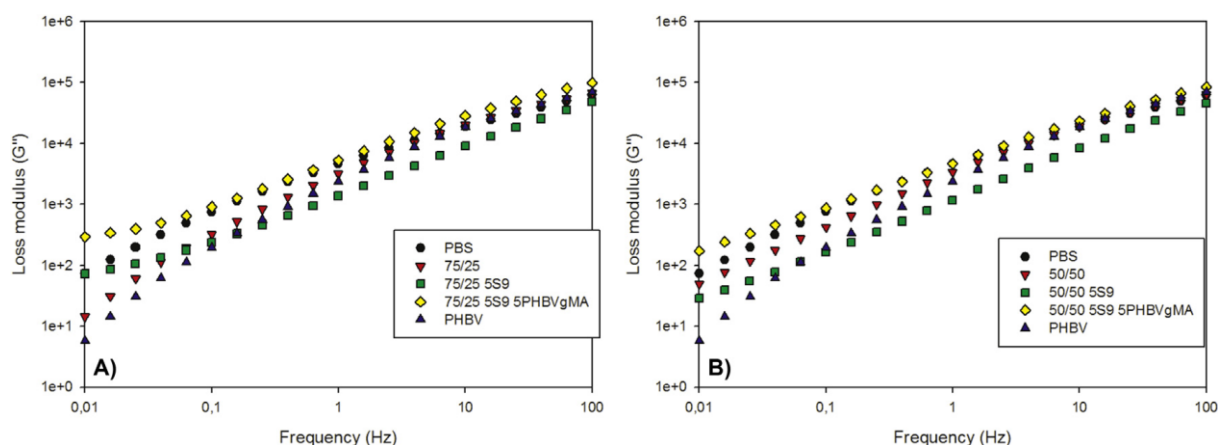 Loss modulus (G'')
1e+6
1e+5
1e+4
1e+3
1e+2
1e+1
1e+0
PBS
75/25
75/25 5S9
75/25 5S9 5PHBVgMA
PHBV
A)
0,01
0,1
1
10
100
Frequency (Hz)
Loss modulus (G'')
1e+6
1e+5
1e+4
1e+3
1e+2
1e+1
1e+0
PBS
50/50
50/50 5S9
50/50 5S9 5PHBVgMA
PHBV
B)
0,01
0,1
1
10
100
Frequency (Hz)